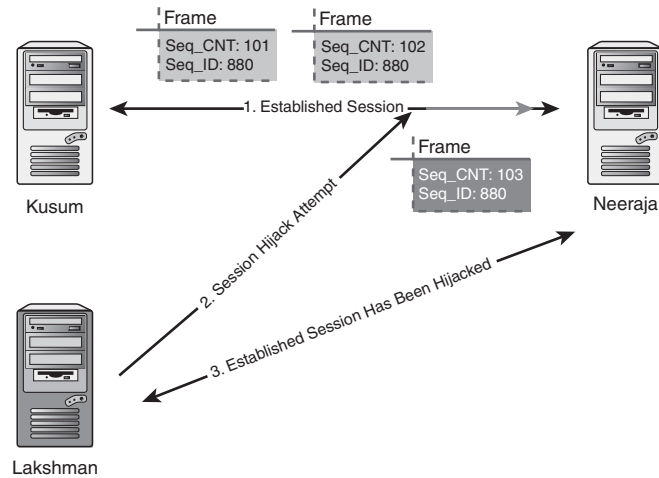 Frame
Seq_CNT: 101
Seq_ID: 880
Frame
Seq_CNT: 102
Seq_ID: 880
1. Established Session
Frame
Seq_CNT: 103
Seq_ID: 880
Kusum
Neeraja
2. Session Hijack Attempt
3. Established Session Has Been Hijacked
Lakshman